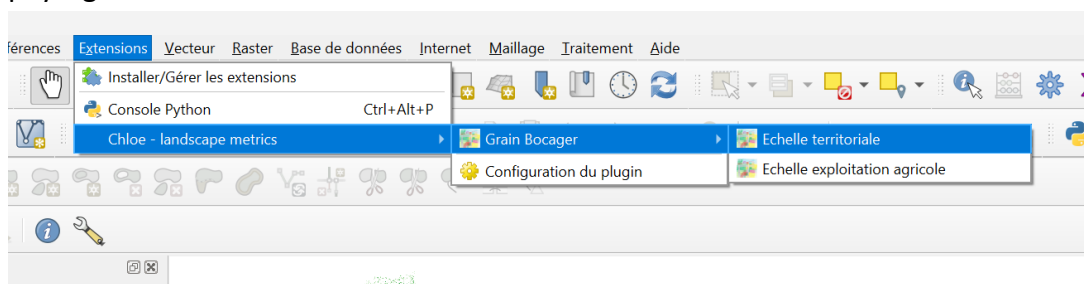 férences Extensions Vecteur Raster Base de données Internet Maillage Traitement Aide
Installer/Gérer les extensions
Console Python Ctrl+Alt+P
Chloe - landscape metrics Grain Bocager Echelle territoriale
Configuration du plugin Echelle exploitation agricole